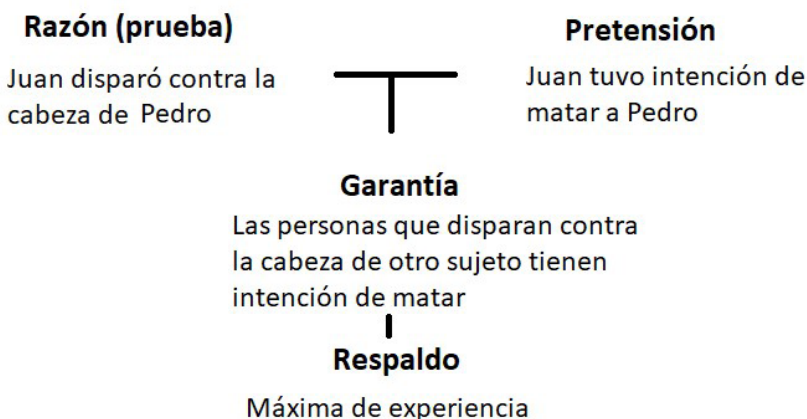 Razón (prueba)
Pretensión
Juan disparó contra la
cabeza de Pedro
Juan tuvo intención de
matar a Pedro
Garantía
Las personas que disparan contra
la cabeza de otro sujeto tienen
intención de matar
Respaldo
Máxima de experiencia